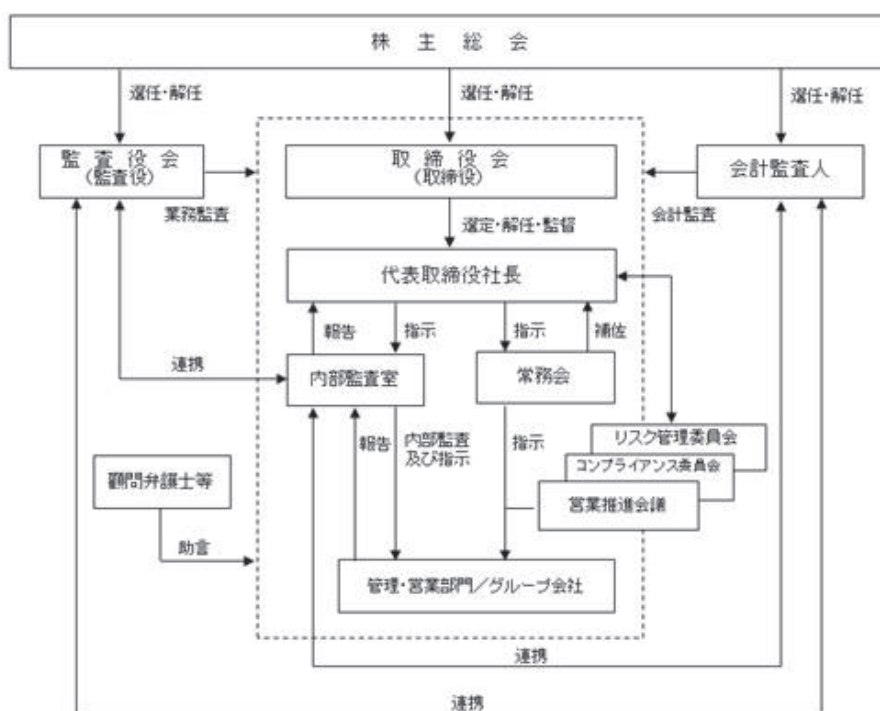 株主総会
選任・解任
選任・解任
選任・解任
監査役会
（監査役）
取締役会
（取締役）
会計監査人
業務監査
会計監査
選定・解任・監督
代表取締役社長
報告
指示
指示
補佐
連携
内部監査室
常務会
報告
内部監査
及び指示
指示
リスク管理委員会
コンプライアンス委員会
営業推進会議
顧問弁護士等
助言
管理・営業部門／グループ会社
連携
連携